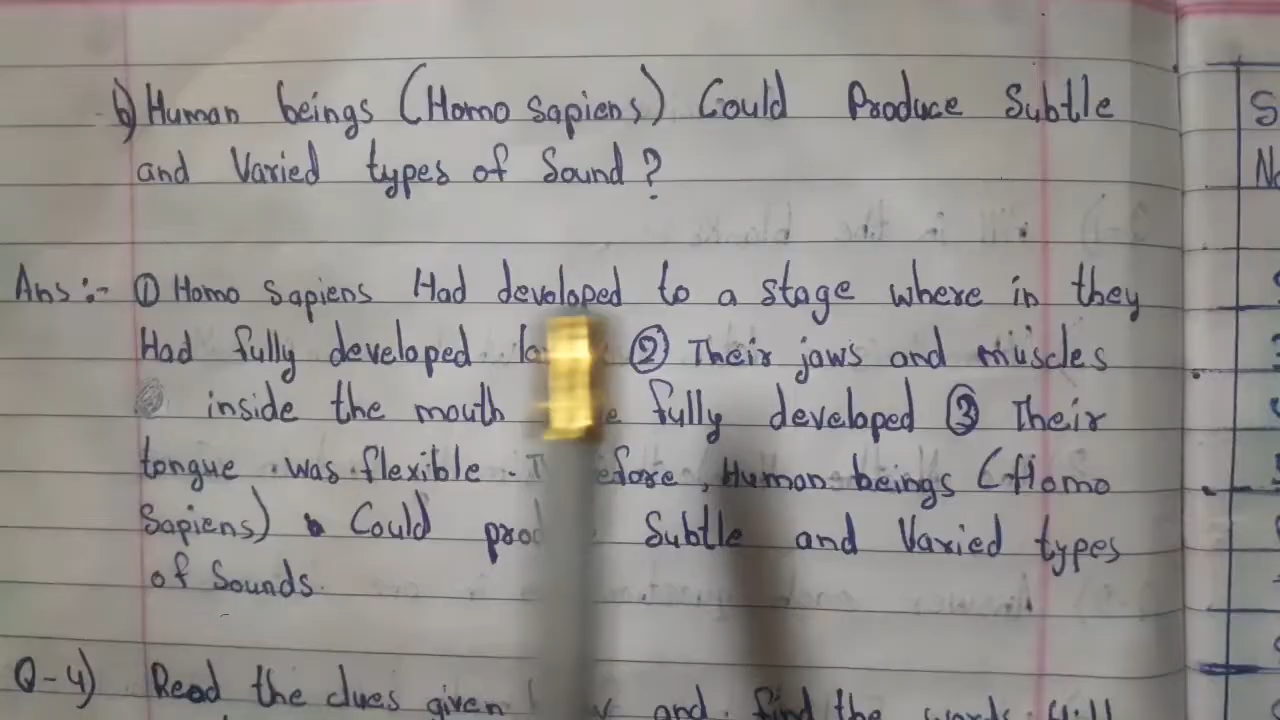 b) Human beings (Homo sapiens) Could Produce Subtle
and Varied types of Sound?
Ans:- ① Homo Sapiens Had developed to a stage where in they
Had fully developed ② Their jaws and muscles
inside the mouth fully developed ③ Their
tongue was flexible. Therefore, Human beings (Homo
Sapiens) Could Subtle and Varied types
of Sounds.
Q-4) Read the clues given and find the words
S
No